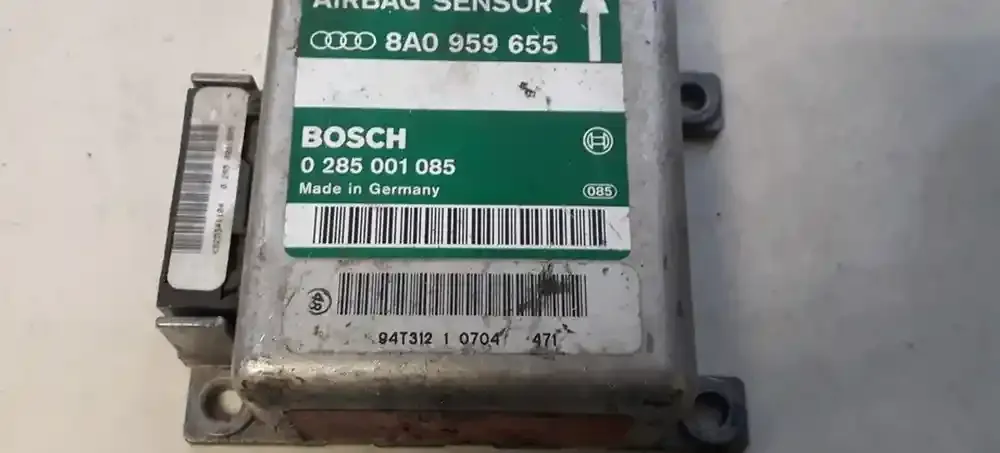 AIRBAG SENSOR
8A0 959 655
BOSCH
0 285 001 085
Made in Germany
085
94T312 1 0704 471